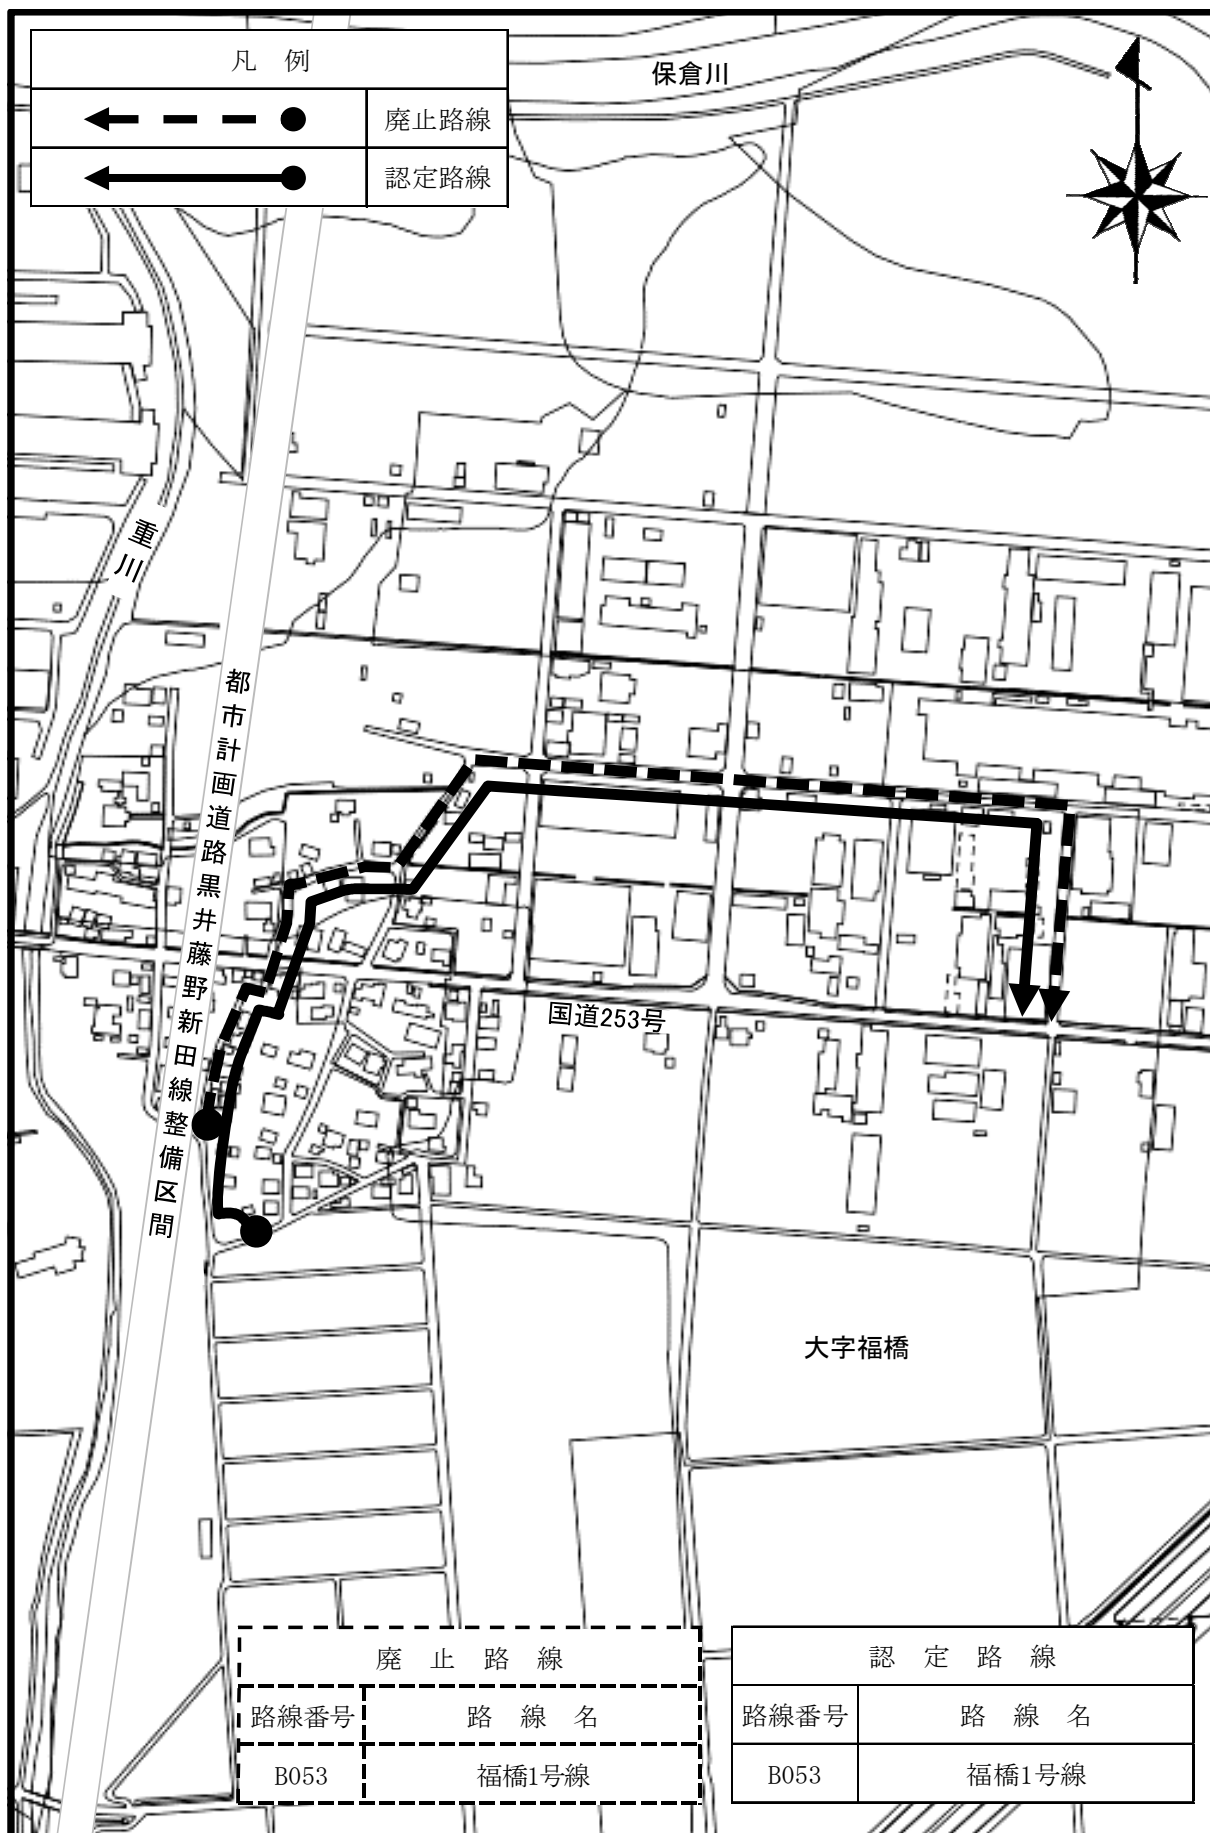 凡 例
廃止路線
認定路線
保倉川
重川
都市計画道路黒井藤野新田線整備区間
国道253号
大字福橋
廃 止 路 線
路線番号 路 線 名
B053 福橋1号線
認 定 路 線
路線番号 路 線 名
B053 福橋1号線